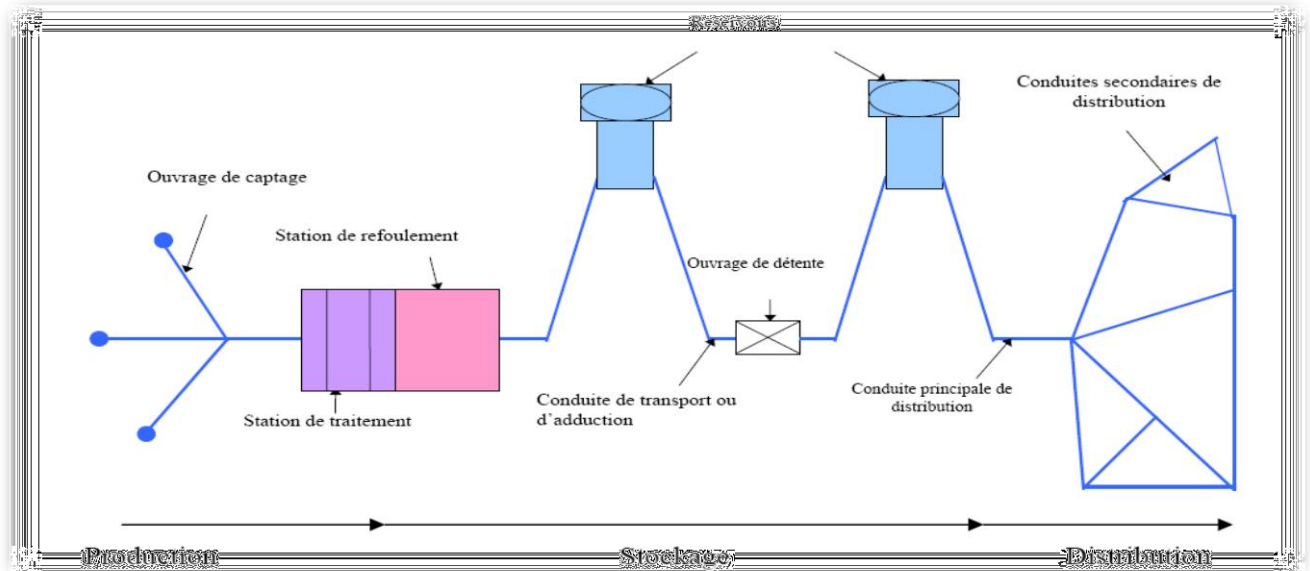 Réservoirs
Conduites secondaires de
distribution
Ouvrage de captage
Station de refoulement
Ouvrage de détente
Conduite de transport ou
d'adduction
Conduite principale de
distribution
Station de traitement
Production
Stockage
Distribution